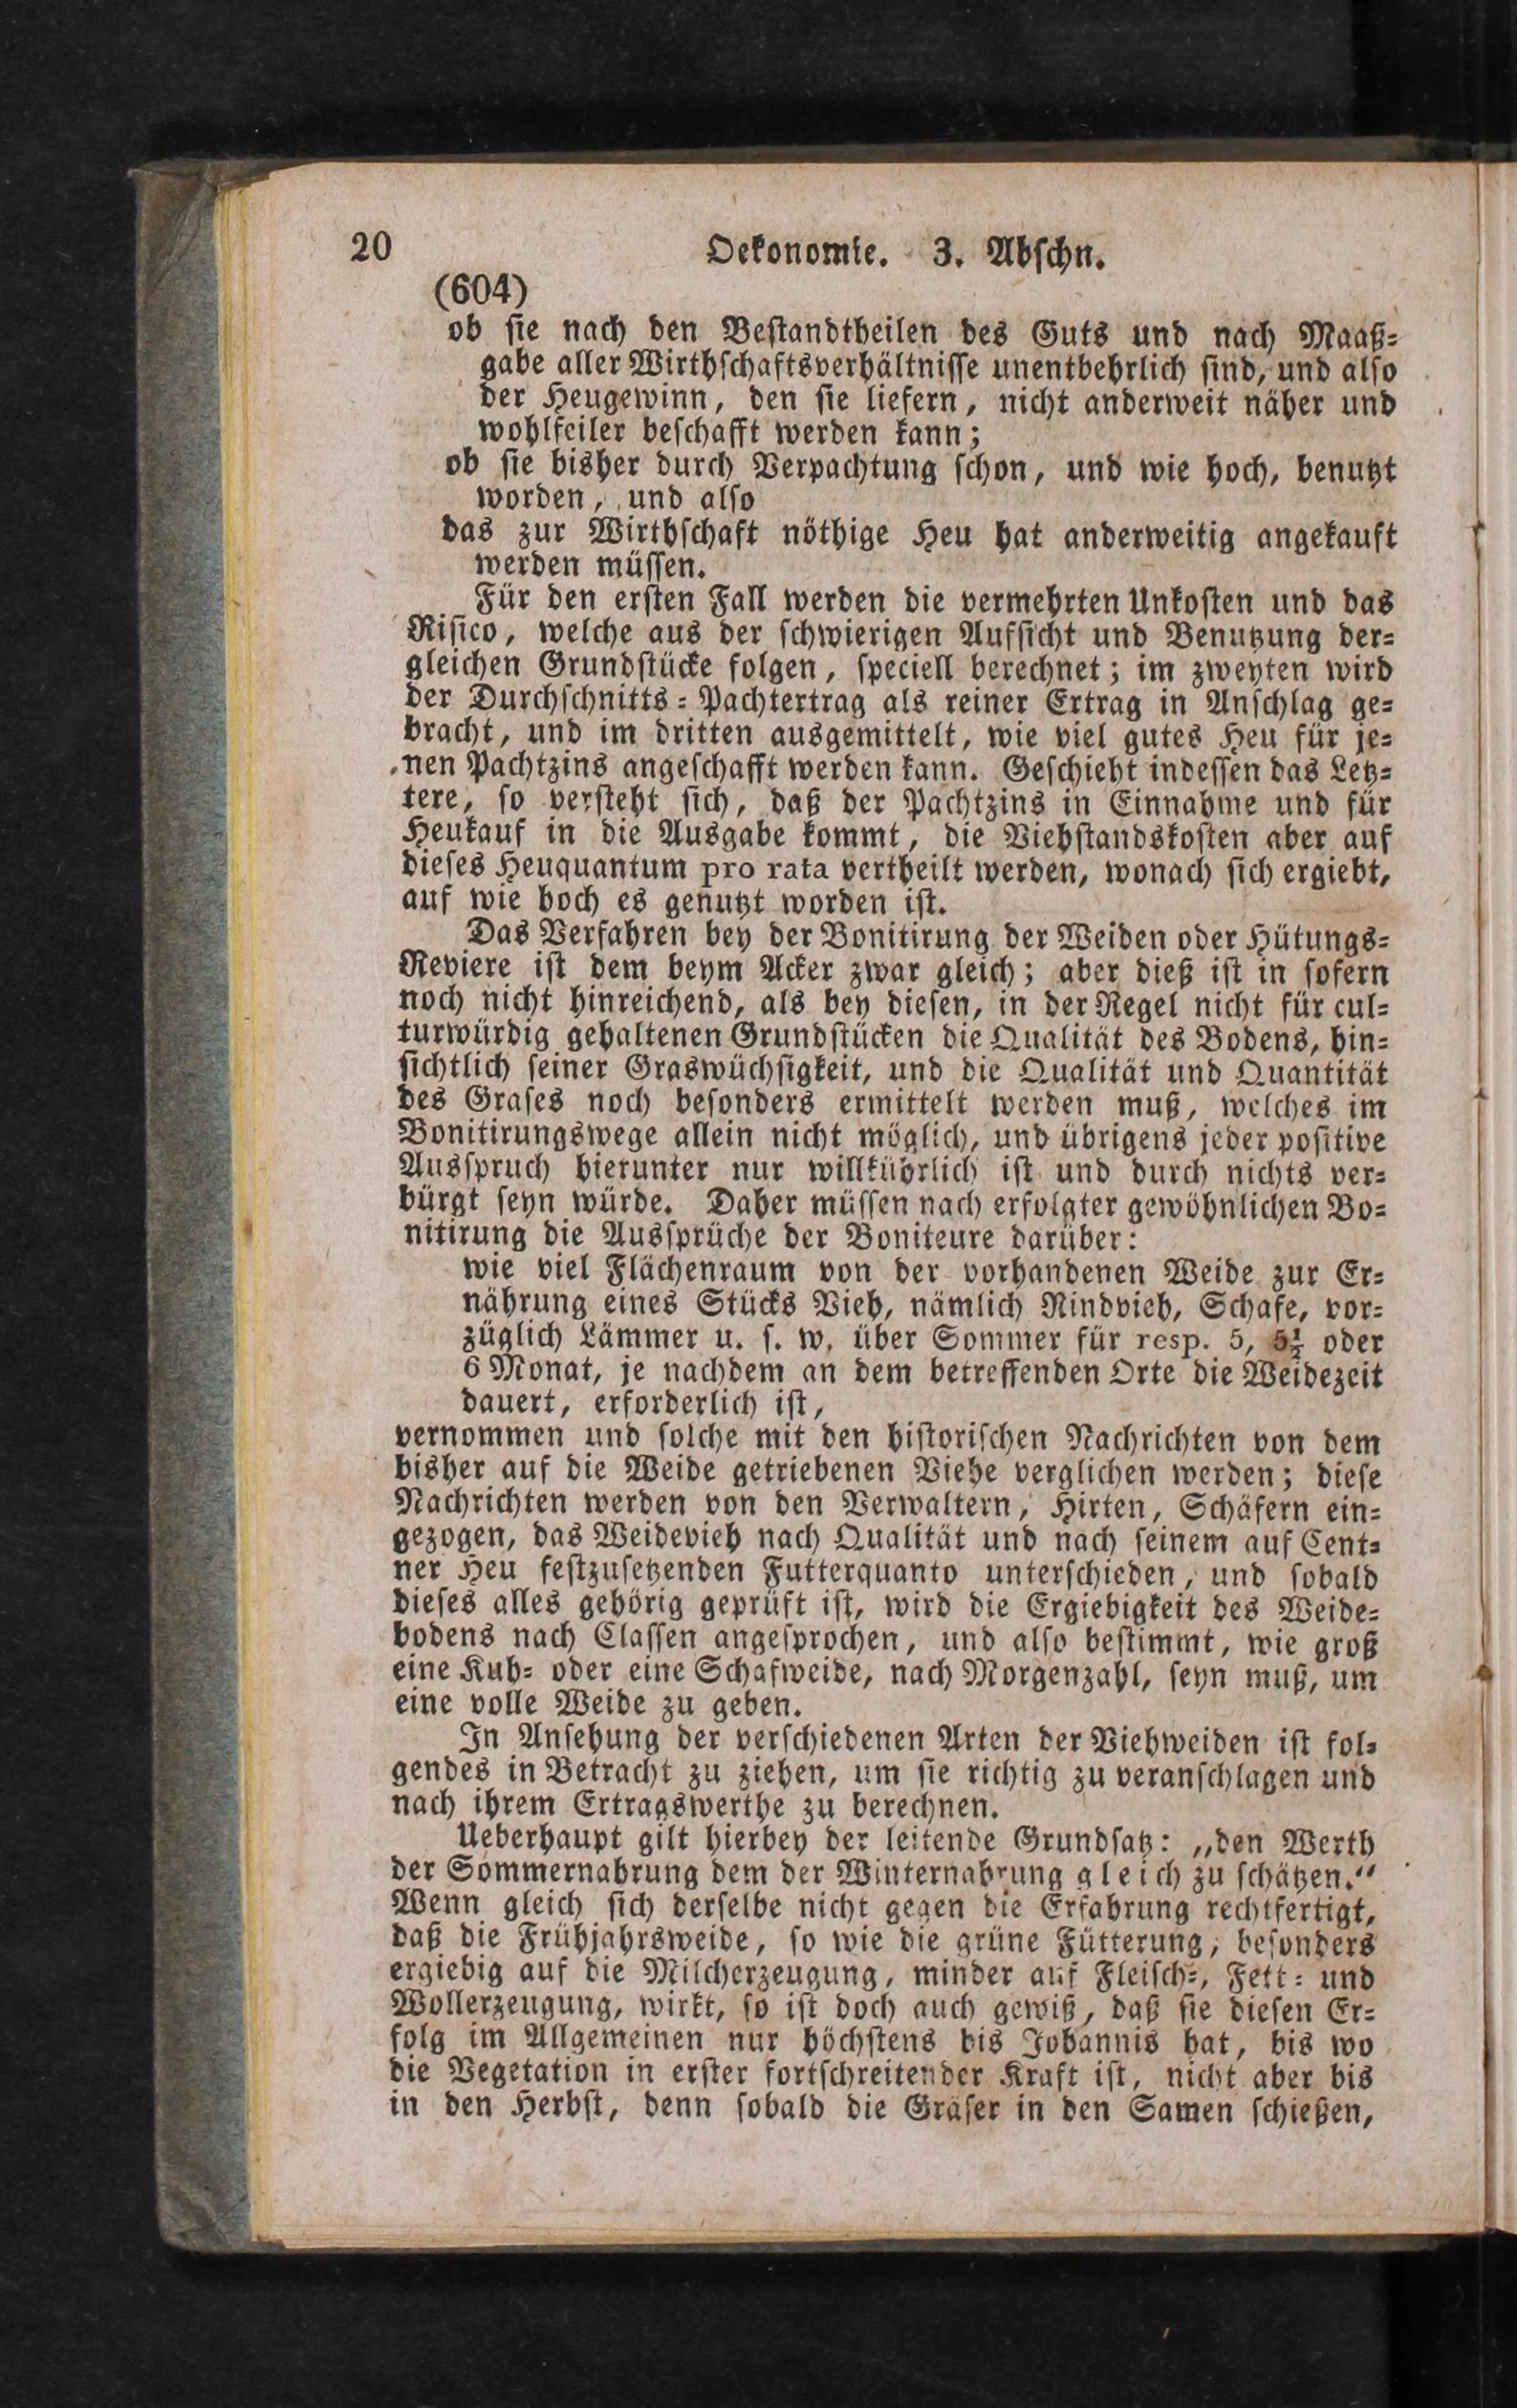 20 Oekonomie. 3. Abschn.
(604)
ob sie nach den Bestandtheilen des Guts und nach Maaß-
gabe aller Wirthschaftsverhältnisse unentbehrlich sind, und also
der Heugewinn, den sie liefern, nicht anderweit näher und
wohlfeiler beschafft werden kann;
ob sie bisher durch Verpachtung schon, und wie hoch, benutzt
worden, und also
das zur Wirthschaft nöthige Heu hat anderweitig angekauft
werden müssen.
Für den ersten Fall werden die vermehrten Unkosten und das
Risico, welche aus der schwierigen Aufsicht und Benutzung der-
gleichen Grundstücke folgen, speciell berechnet; im zweyten wird
der Durchschnitts-Pachtertrag als reiner Ertrag in Anschlag ge-
bracht, und im dritten ausgemittelt, wie viel gutes Heu für je-
nen Pachtzins angeschafft werden kann. Geschieht indessen das Letz-
tere, so versteht sich, daß der Pachtzins in Einnahme und für
Heukauf in die Ausgabe kommt, die Viehstandskosten aber auf
dieses Heuquantum pro rata vertheilt werden, wonach sich ergiebt,
auf wie hoch es genutzt worden ist.
Das Verfahren bey der Bonitirung der Weiden oder Hütungs-
Reviere ist dem beym Acker zwar gleich; aber dieß ist in sofern
noch nicht hinreichend, als bey diesen, in der Regel nicht für cul-
turwürdig gehaltenen Grundstücken die Qualität des Bodens, hin-
sichtlich seiner Graswüchsigkeit, und die Qualität und Quantität
des Grases noch besonders ermittelt werden muß, welches im
Bonitirungswege allein nicht möglich, und übrigens jeder positive
Ausspruch hierunter nur willkührlich ist und durch nichts ver-
bürgt seyn würde. Daher müssen nach erfolgter gewöhnlichen Bo-
nitirung die Aussprüche der Boniteure darüber:
wie viel Flächenraum von der vorhandenen Weide zur Er-
nährung eines Stücks Vieh, nämlich Rindvieh, Schafe, vor-
züglich Lämmer u. s. w. über Sommer für resp. 5, 5½ oder
6 Monat, je nachdem an dem betreffenden Orte die Weidezeit
dauert, erforderlich ist,
vernommen und solche mit den historischen Nachrichten von dem
bisher auf die Weide getriebenen Viehe verglichen werden; diese
Nachrichten werden von den Verwaltern, Hirten, Schäfern ein-
gezogen, das Weidevieh nach Qualität und nach seinem auf Cent-
ner Heu festzusetzenden Futterquanto unterschieden, und sobald
dieses alles gehörig geprüft ist, wird die Ergiebigkeit des Weide-
bodens nach Classen angesprochen, und also bestimmt, wie groß
eine Kuh- oder eine Schafweide, nach Morgenzahl, seyn muß, um
eine volle Weide zu geben.
In Ansehung der verschiedenen Arten der Viehweiden ist fol-
gendes in Betracht zu ziehen, um sie richtig zu veranschlagen und
nach ihrem Ertragswerthe zu berechnen.
Ueberhaupt gilt hierbey der leitende Grundsatz: „den Werth
der Sommernahrung dem der Winternahrung gleich zu schätzen.“
Wenn gleich sich derselbe nicht gegen die Erfahrung rechtfertigt,
daß die Frühjahrsweide, so wie die grüne Fütterung, besonders
ergiebig auf die Milcherzeugung, minder auf Fleisch-, Fett- und
Wollerzeugung, wirkt, so ist doch auch gewiß, daß sie diesen Er-
folg im Allgemeinen nur höchstens bis Johannis hat, bis wo
die Vegetation in erster fortschreitender Kraft ist, nicht aber bis
in den Herbst, denn sobald die Gräser in den Samen schießen,